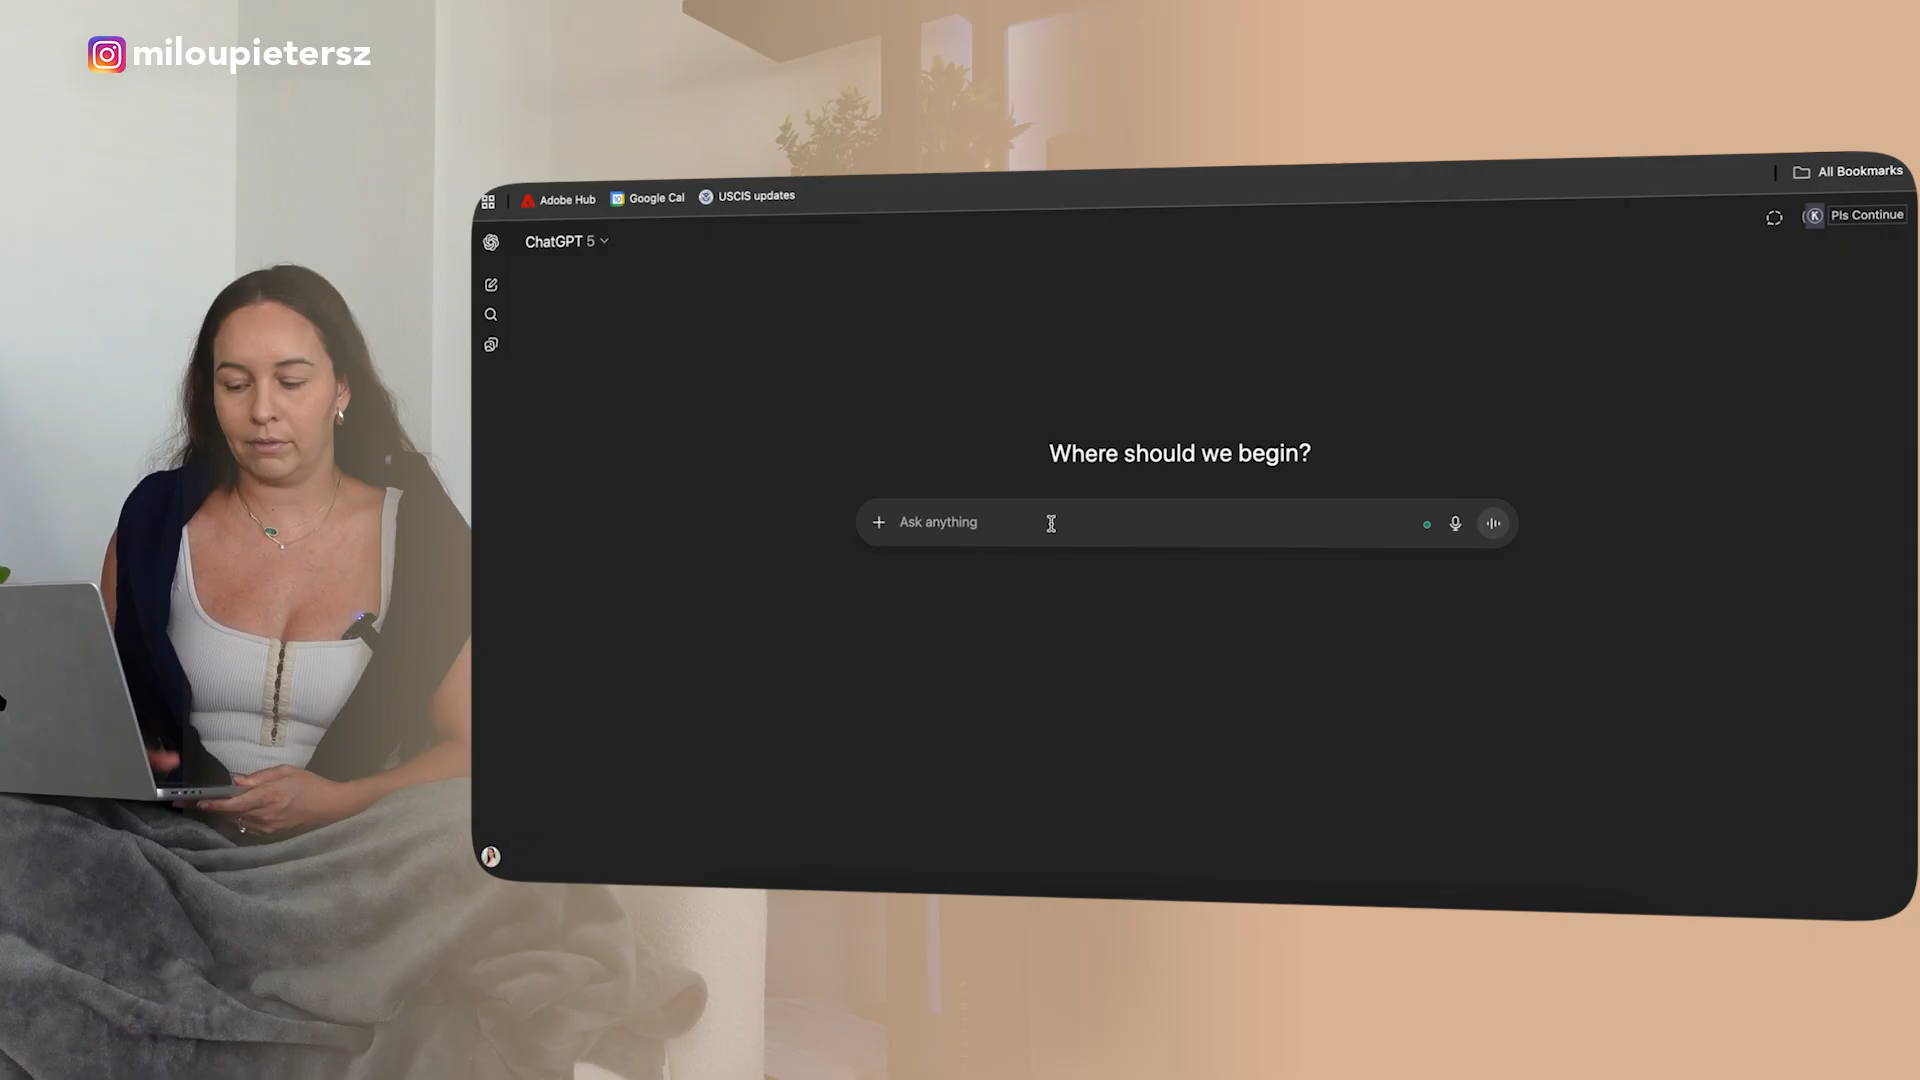 miloupietersz
All Bookmarks
Adobe Hub
Google Cal
USCIS updates
K
Pls Continue
ChatGPT 5
Where should we begin?
Ask anything